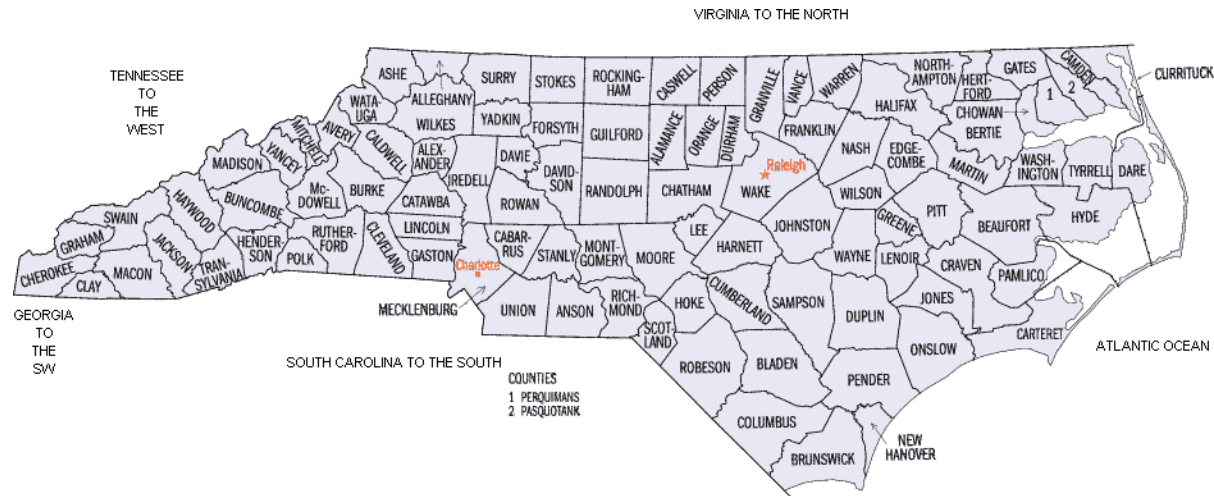 VIRGINIA TO THE NORTH
TENNESSEE
TO
THE
WEST
ASHE
ALLEGHANY
SURRY
STOKES
ROCKING-
HAM
CASWELL
PERSON
GRANVILLE
VANCE
WARREN
NORTH-
AMPTON
HERT-
FORD
GATES
CAMDEN
CURRITUCK
WATA-
UGA
WILKES
YADKIN
FORSYTH
GUILFORD
ALAMANCE
ORANGE
DURHAM
FRANKLIN
HALIFAX
CHOWAN
BERTIE
1
2
MITCHELL
AVERY
CALDWELL
ALEX-
ANDER
IREDELL
DAVIE
DAVID-
SON
RANDOLPH
CHATHAM
Raleigh
WAKE
NASH
EDGE-
COMBE
MARTIN
WASH-
INGTON
TYRRELL
DARE
MADISON
YANCEY
Mc-
DOWELL
BURKE
CATAWBA
ROWAN
WILSON
PITT
BEAUFORT
HYDE
SWAIN
HAYWOOD
BUNCOMBE
RUTHER-
FORD
CLEVELAND
LINCOLN
CABAR-
RUS
STANLY
MONT-
GOMERY
MOORE
LEE
HARNETT
JOHNSTON
WAYNE
GREENE
LENOIR
CRAVEN
PAMLICO
GRAHAM
JACKSON
HENDER-
SON
POLK
GASTON
Charlotte
CHEROKEE
CLAY
MACON
TRAN-
SYLVANIA
MECKLENBURG
UNION
ANSON
RICH-
MOND
HOKE
CUMBERLAND
SAMPSON
DUPLIN
JONES
CARTERET
GEORGIA
TO
THE
SW
SCOT-
LAND
ONSLOW
ATLANTIC OCEAN
SOUTH CAROLINA TO THE SOUTH
ROBESON
BLADEN
PENDER
COUNTIES
1 PERQUIMANS
2 PASQUOTANK
COLUMBUS
NEW
HANOVER
BRUNSWICK